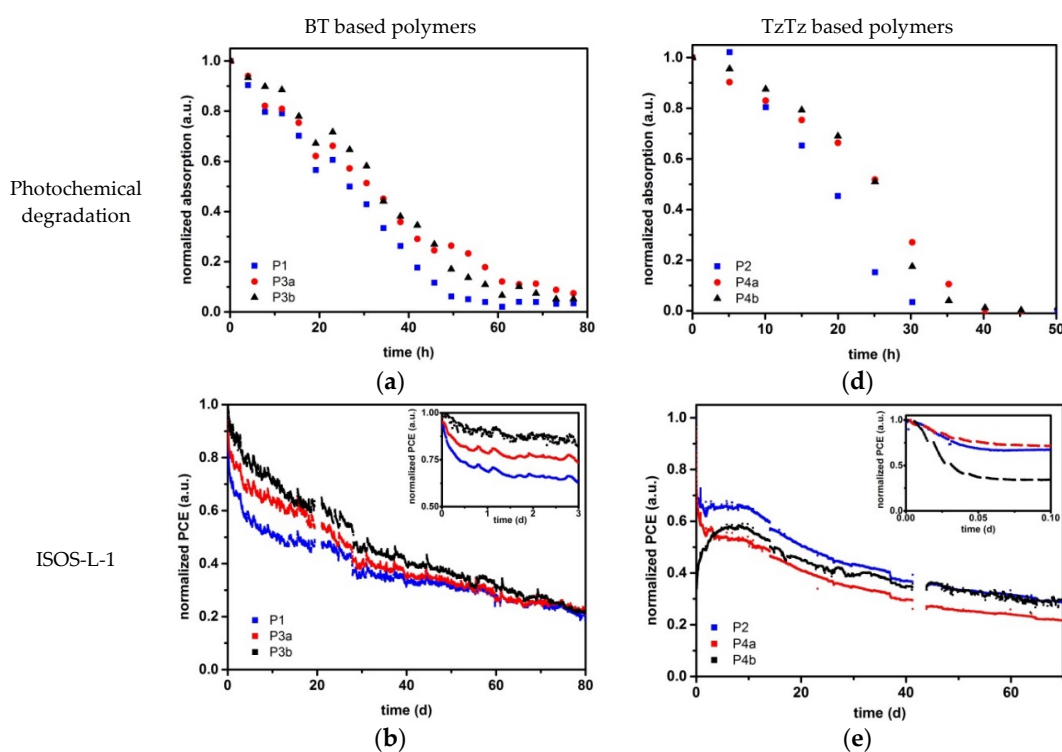 BT based polymers
TzTz based polymers
Photochemical
degradation
normalized absorption (a.u.)
1.0
0.8
0.6
0.4
0.2
0.0
P1
P3a
P3b
0
20
40
60
80
time (h)
(a)
normalized absorption (a.u.)
1.0
0.8
0.6
0.4
0.2
0.0
P2
P4a
P4b
0
10
20
30
40
50
time (h)
(d)
ISOS-L-1
normalized PCE (a.u.)
1.0
0.8
0.6
0.4
0.2
0.0
P1
P3a
P3b
0
20
40
60
80
time (d)
normalized PCE (a.u.)
1.00
0.75
0.50
0
1
2
3
time (d)
(b)
normalized PCE (a.u.)
1.0
0.8
0.6
0.4
0.2
0.0
P2
P4a
P4b
0
20
40
60
time (d)
normalized PCE (a.u.)
1.0
0.5
0.0
0.00
0.05
0.10
time (d)
(e)